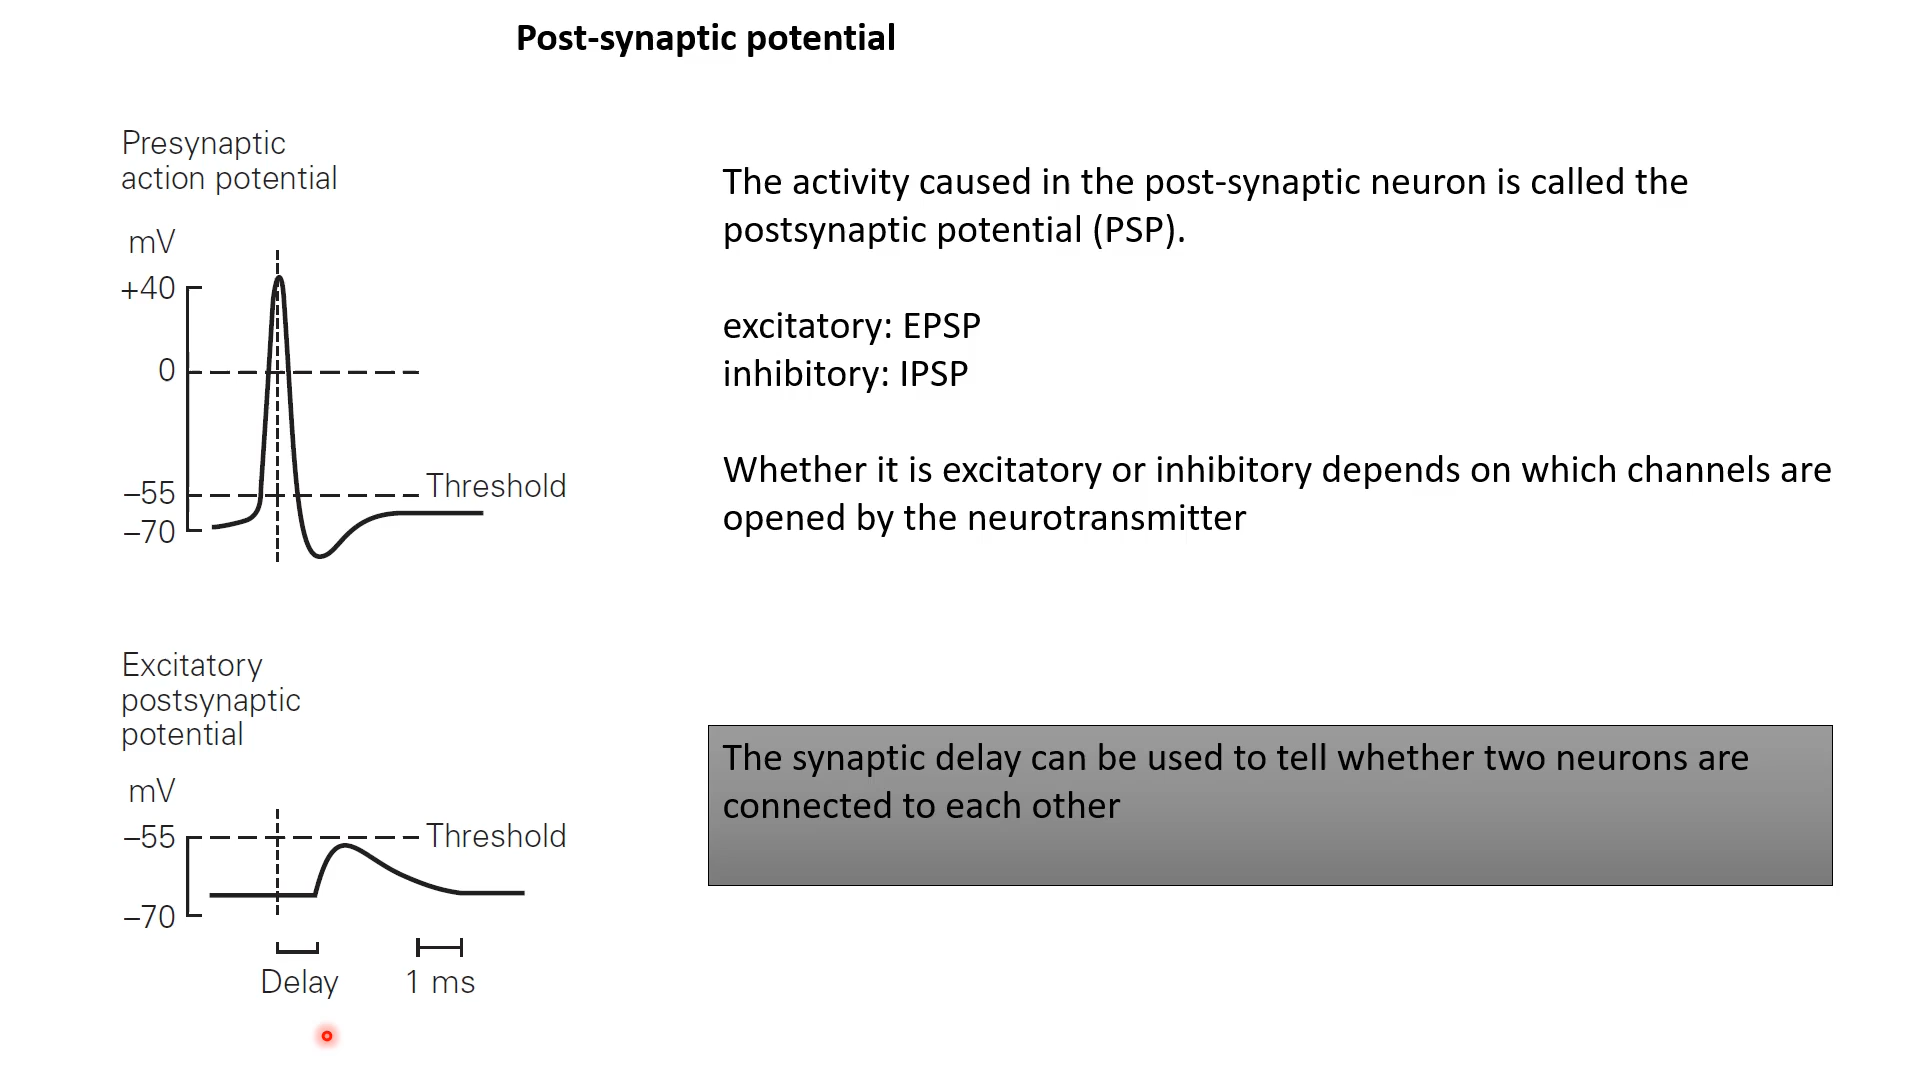 Post-synaptic potential
Presynaptic
action potential
mV
+40
0
–55
Threshold
–70
The activity caused in the post-synaptic neuron is called the
postsynaptic potential (PSP).
excitatory: EPSP
inhibitory: IPSP
Whether it is excitatory or inhibitory depends on which channels are
opened by the neurotransmitter
Excitatory
postsynaptic
potential
mV
–55
Threshold
–70
Delay
1 ms
The synaptic delay can be used to tell whether two neurons are
connected to each other